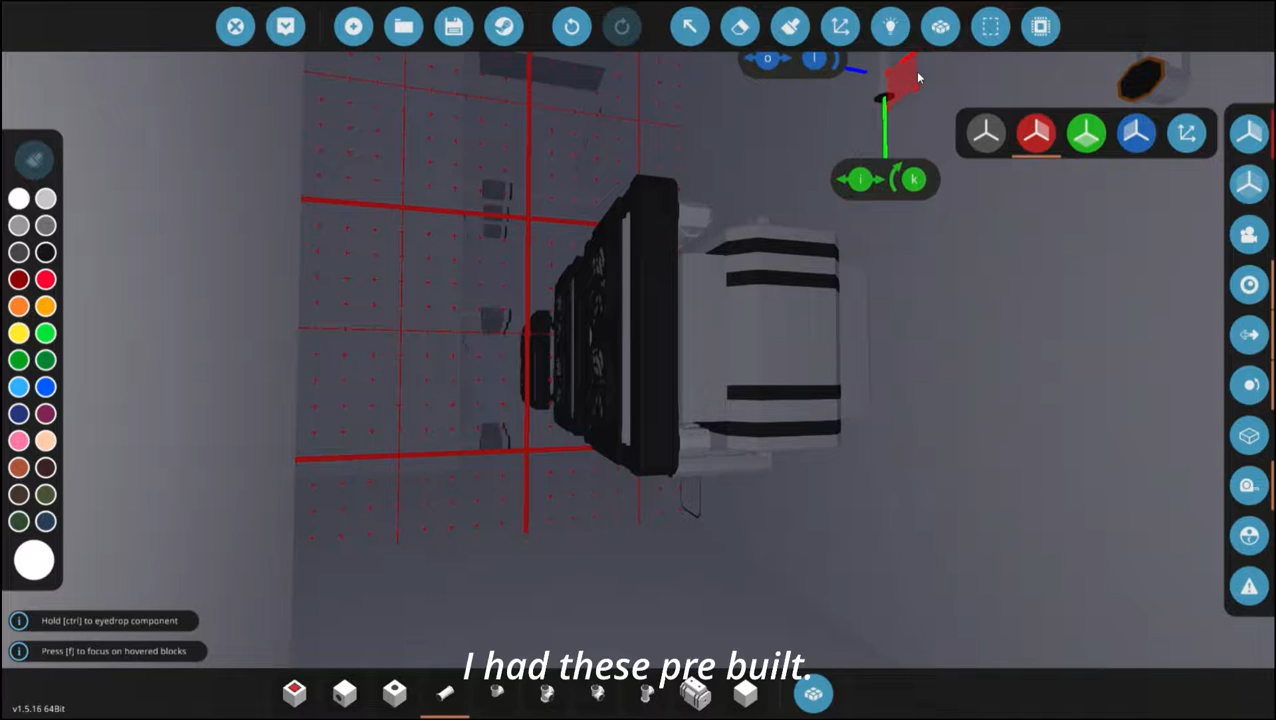 o
l
i
k
Hold [ctrl] to eyedrop component
Press [f] to focus on hovered blocks
I had these pre built.
v1.5.16 64Bit